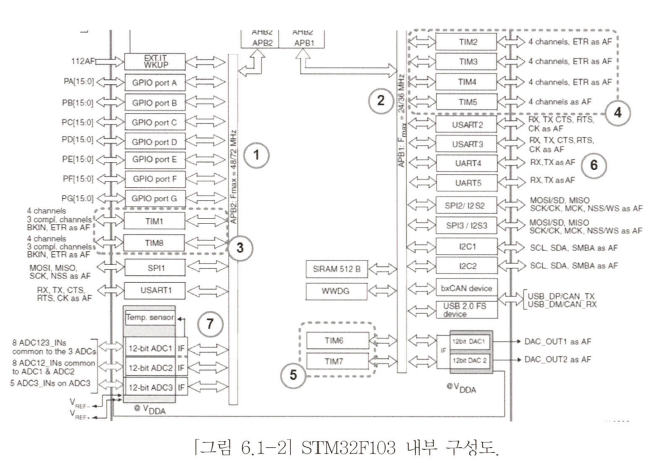 AHB2
APB2
AHB2
APB1
112AF
EXT.IT
WKUP
PA[15:0]
GPIO port A
PB[15:0]
GPIO port B
PC[15:0]
GPIO port C
PD[15:0]
GPIO port D
PE[15:0]
GPIO port E
PF[15:0]
GPIO port F
PG[15:0]
GPIO port G
4 channels
3 compl. channels
BKIN, ETR as AF
TIM1
4 channels
3 compl. channels
BKIN, ETR as AF
TIM8
MOSI, MISO,
SCK, NSS as AF
SPI1
RX, TX, CTS,
RTS, CK as AF
USART1
Temp. sensor
8 ADC123_INs
common to the 3 ADCs
12-bit ADC1
IF
8 ADC12_INs common
to ADC1 & ADC2
12-bit ADC2
IF
5 ADC3_INs on ADC3
12-bit ADC3
IF
VREF-
VREF+
@ VDDA
APB2: Fmax = 48/72 MHz
1
3
7
2
APB1: Fmax = 24/36 MHz
TIM2
4 channels, ETR as AF
TIM3
4 channels, ETR as AF
TIM4
4 channels, ETR as AF
TIM5
4 channels as AF
4
USART2
RX, TX, CTS, RTS,
CK as AF
USART3
RX, TX, CTS, RTS,
CK as AF
UART4
RX,TX as AF
6
UART5
RX,TX as AF
SPI2/ I2S2
MOSI/SD, MISO
SCK/CK, MCK, NSS/WS as AF
SPI3 / I2S3
MOSI/SD, MISO
SCK/CK, MCK, NSS/WS as AF
I2C1
SCL, SDA, SMBA as AF
I2C2
SCL, SDA, SMBA as AF
SIRAM 512 B
WWDG
bxCAN device
USB 2.0 FS
device
USB_DP/CAN_TX
USB_DM/CAN_RX
TIM6
TIM7
5
IF
12bit DAC1
DAC_OUT1 as AF
12bit DAC 2
DAC_OUT2 as AF
@ VDDA
[그림 6.1-2] STM32F103 내부 구성도.